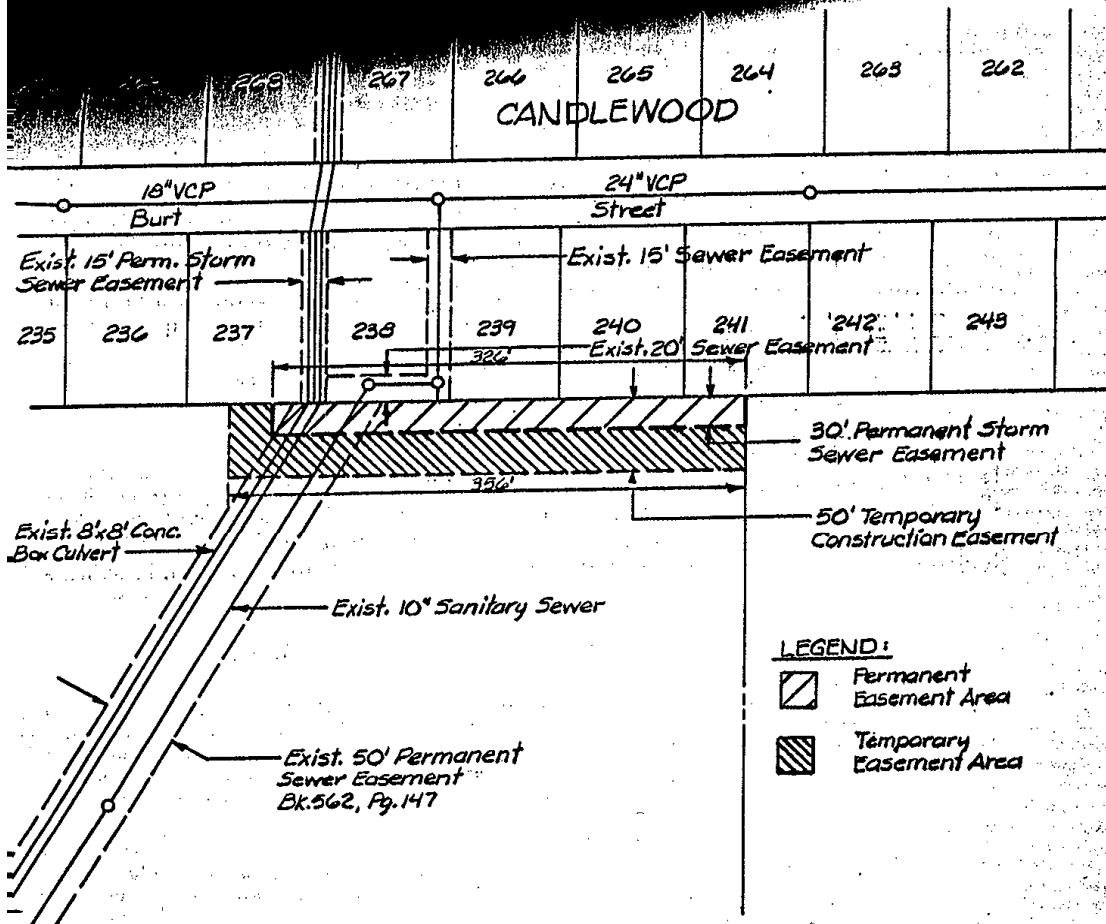 268 267 266 265 264 263 262
CANDLEWOOD
18"VCP 24"VCP
Burt Street
Exist. 15' Perm. Storm
Sewer Easement
Exist. 15' Sewer Easement
235 236 237 238 239 240 241 242 243
326'
Exist. 20' Sewer Easement
30' Permanent Storm
Sewer Easement
356'
50' Temporary
Construction Easement
Exist. 8'x8' Conc.
Box Culvert
Exist. 10" Sanitary Sewer
LEGEND:
Permanent
Easement Area
Temporary
Easement Area
Exist. 50' Permanent
Sewer Easement
Bk.562, Pg.147